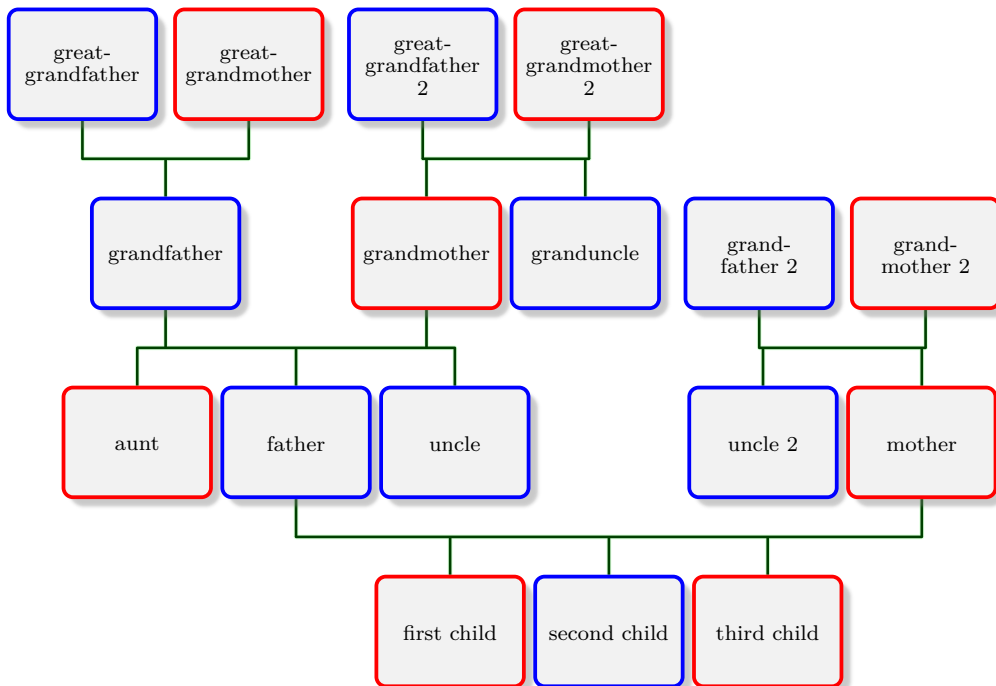 great-
grandfather
great-
grandmother
great-
grandfather
2
great-
grandmother
2
grandfather
grandmother
granduncle
grand-
father 2
grand-
mother 2
aunt
father
uncle
uncle 2
mother
first child
second child
third child